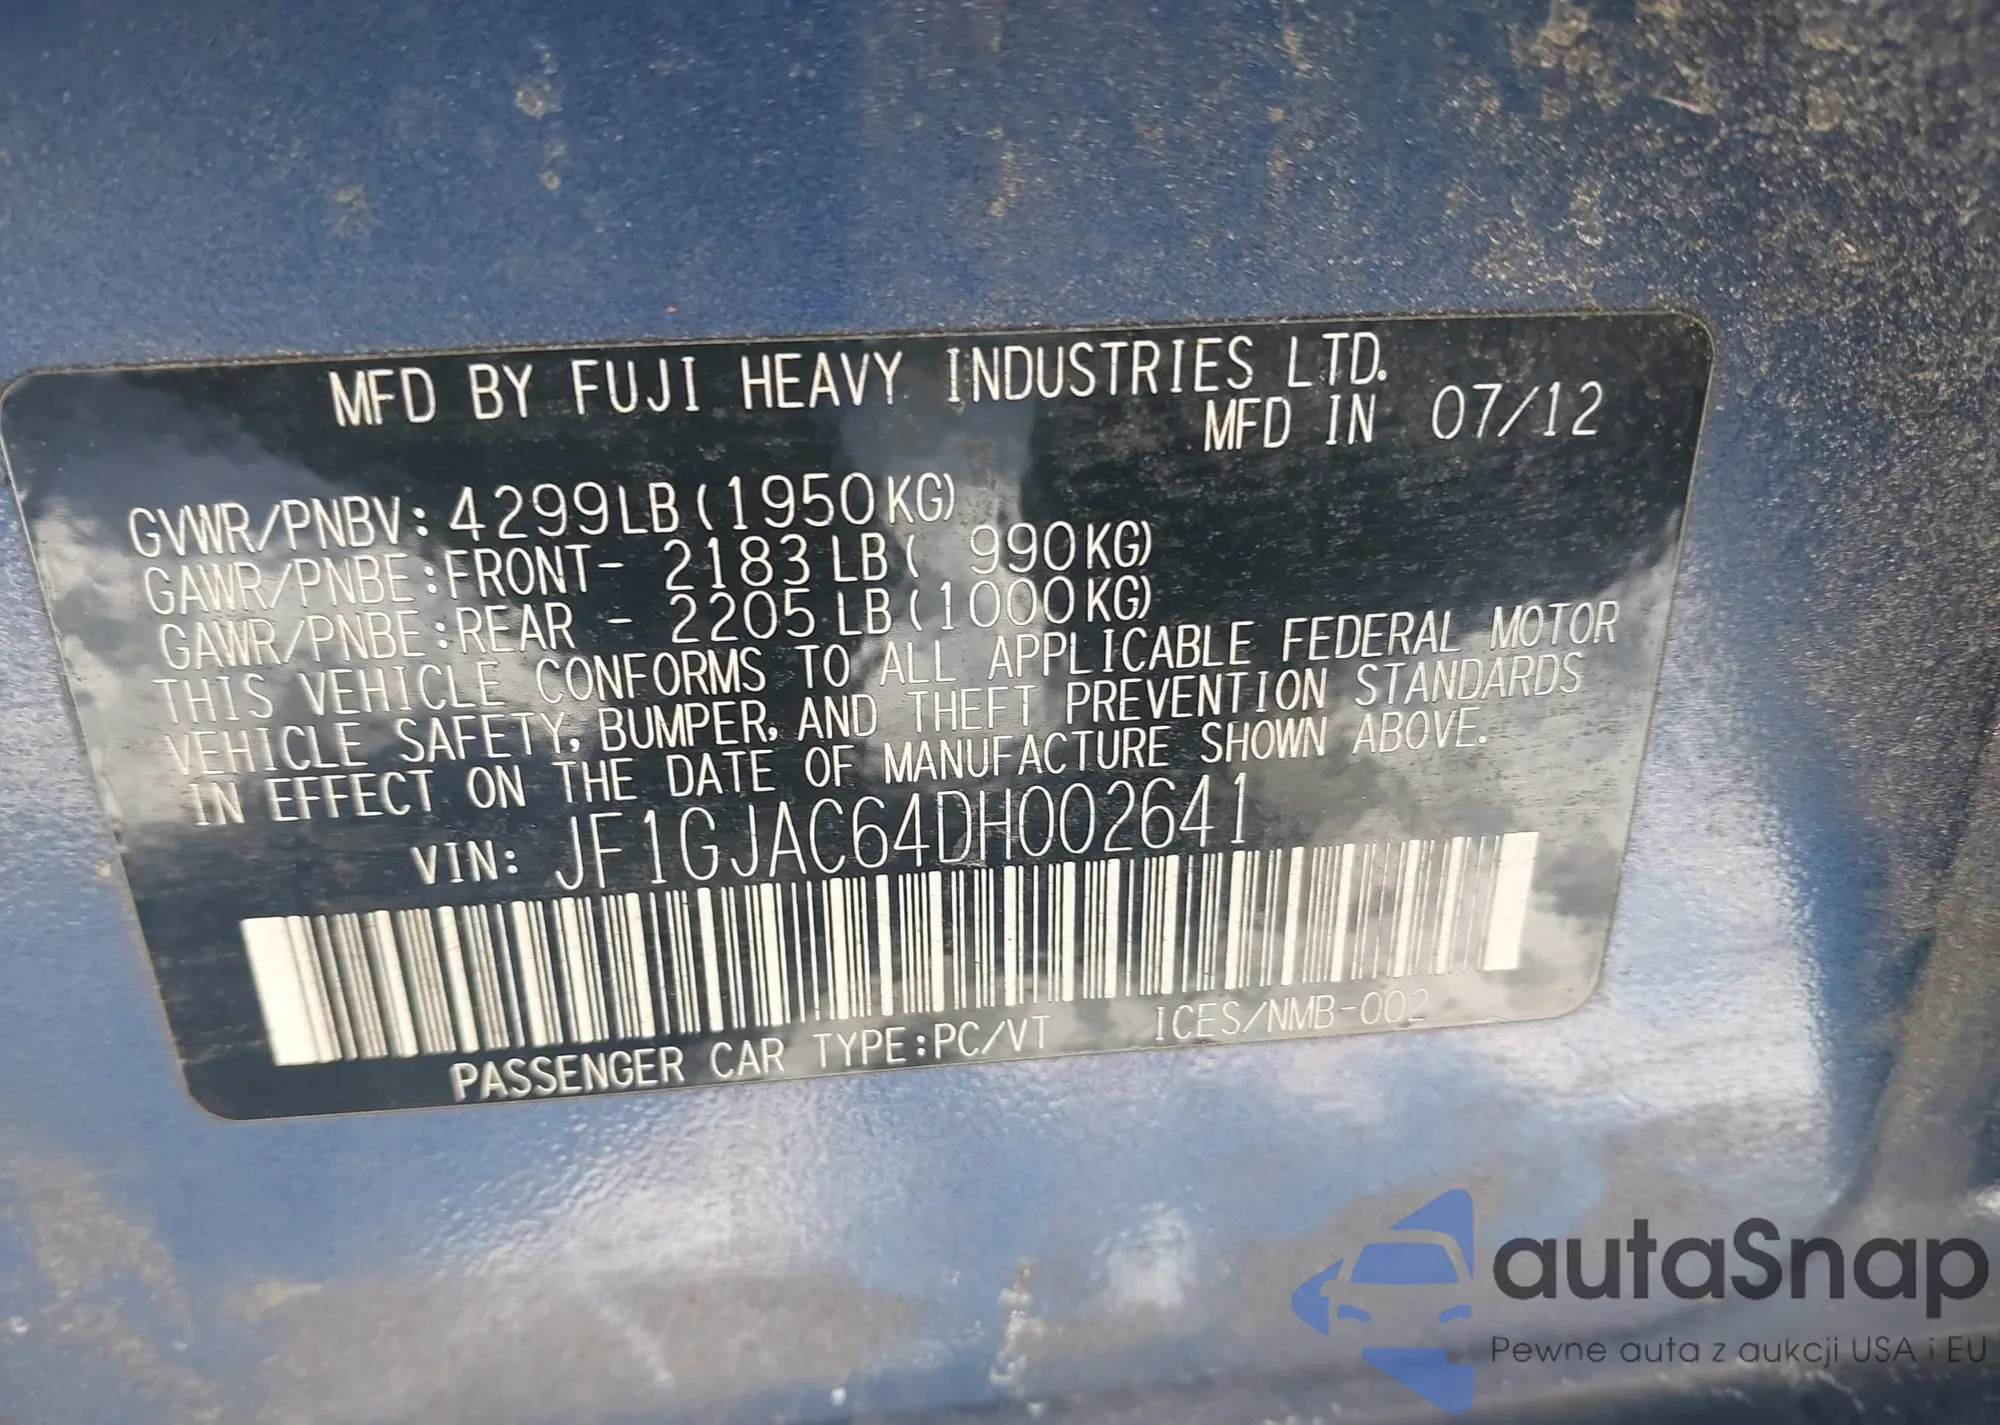 MFD BY FUJI HEAVY INDUSTRIES LTD.
MFD IN 07/12
GVWR/PNBV: 4299LB (1950KG)
GAWR/PNBE:FRONT- 2183LB ( 990KG)
GAWR/PNBE:REAR - 2205LB (1000KG)
THIS VEHICLE CONFORMS TO ALL APPLICABLE FEDERAL MOTOR
VEHICLE SAFETY, BUMPER, AND THEFT PREVENTION STANDARDS
IN EFFECT ON THE DATE OF MANUFACTURE SHOWN ABOVE.
VIN: JF1GJAC64DH002641
PASSENGER CAR TYPE:PC/VT ICES/NMB-002
autaSnap
Pewne auta z aukcji USA i EU